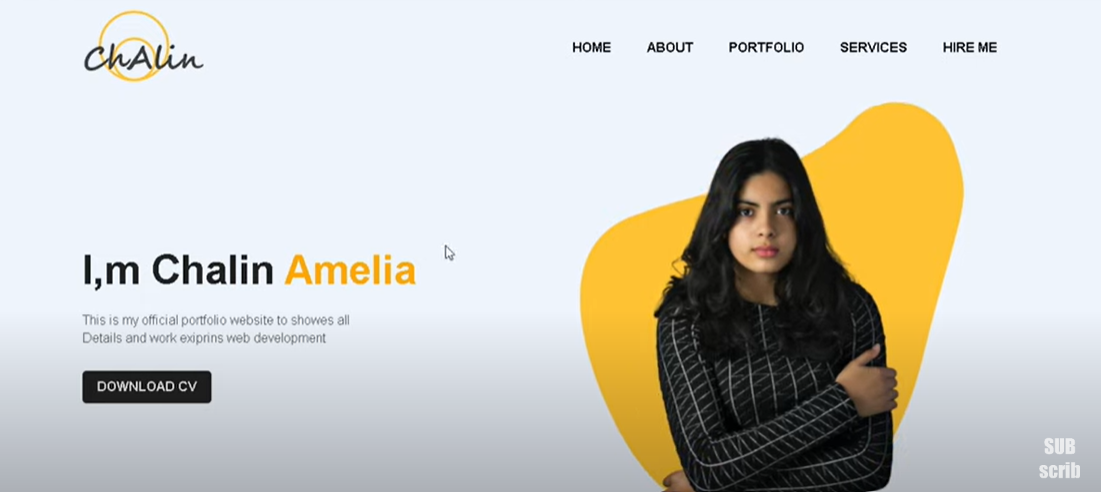 ChAlin
HOME ABOUT PORTFOLIO SERVICES HIRE ME
I,m Chalin Amelia
This is my official portfolio website to showes all
Details and work exiprins web development
DOWNLOAD CV
SUB
scrib